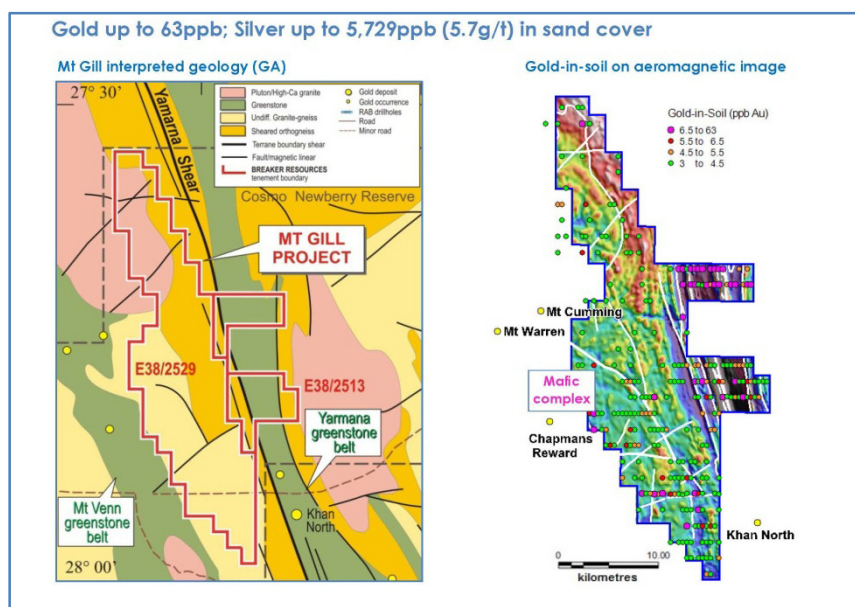 Gold up to 63ppb; Silver up to 5,729ppb (5.7g/t) in sand cover
Mt Gill interpreted geology (GA)
27° 30'
Yamarna Shear
Pluton/High-Ca granite
Greenstone
Undiff. Granite-gneiss
Sheared orthogneiss
Terrane boundary shear
Fault/magnetic linear
BREAKER RESOURCES
tenement boundary
Gold deposit
Gold occurrence
RAB drillholes
Road
Minor road
Cosmo Newberry Reserve
MT GILL
PROJECT
E38/2529
E38/2513
Yarmana
greenstone
belt
Mt Venn
greenstone
belt
Khan
North
28° 00'
Gold-in-soil on aeromagnetic image
Gold-in-Soil (ppb Au)
6.5 to 63
5.5 to 6.5
4.5 to 5.5
3 to 4.5
Mt Cumming
Mt Warren
Mafic
complex
Chapmans
Reward
Khan North
0 10.00
kilometres